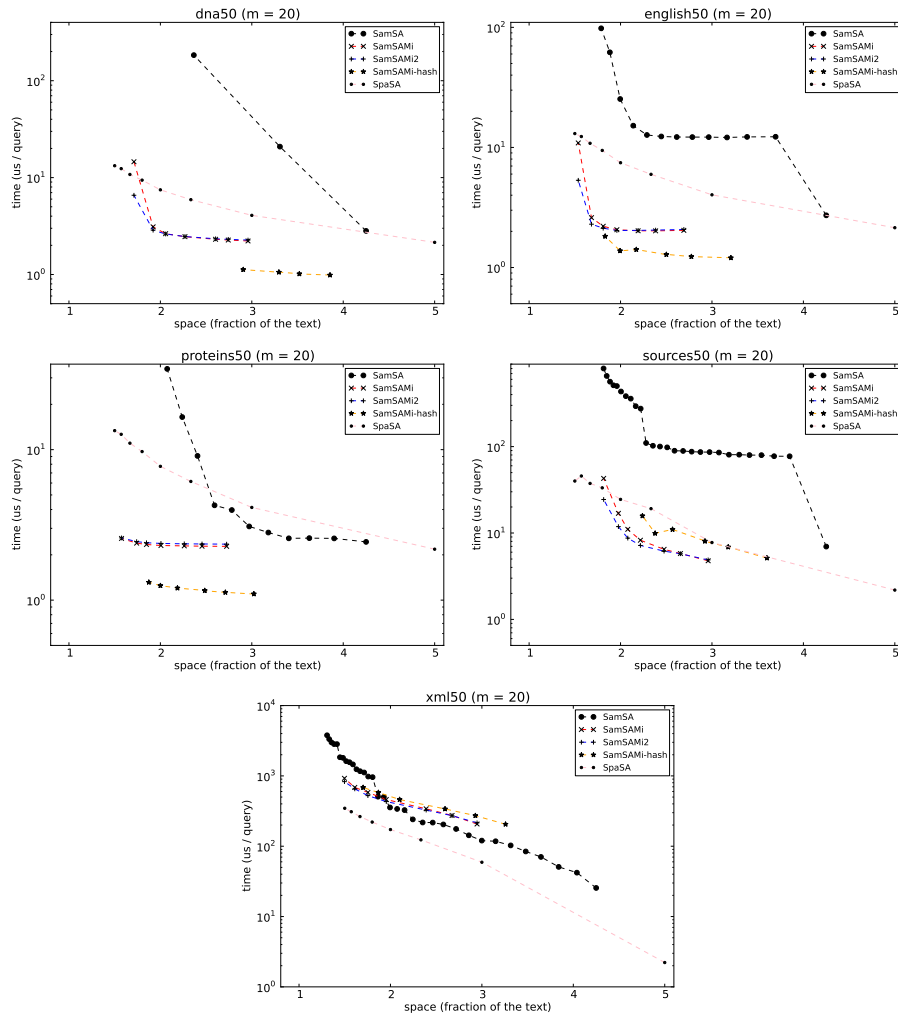 dna50 (m = 20)
time (us / query)
10^2
10^1
10^0
SamSA
SamSAMi
SamSAMi2
SamSAMi-hash
SpaSA
1 2 3 4 5
space (fraction of the text)
english50 (m = 20)
time (us / query)
10^2
10^1
10^0
SamSA
SamSAMi
SamSAMi2
SamSAMi-hash
SpaSA
1 2 3 4 5
space (fraction of the text)
proteins50 (m = 20)
time (us / query)
10^1
10^0
SamSA
SamSAMi
SamSAMi2
SamSAMi-hash
SpaSA
1 2 3 4 5
space (fraction of the text)
sources50 (m = 20)
time (us / query)
10^2
10^1
10^0
SamSA
SamSAMi
SamSAMi2
SamSAMi-hash
SpaSA
1 2 3 4 5
space (fraction of the text)
xml50 (m = 20)
time (us / query)
10^4
10^3
10^2
10^1
10^0
SamSA
SamSAMi
SamSAMi2
SamSAMi-hash
SpaSA
1 2 3 4 5
space (fraction of the text)